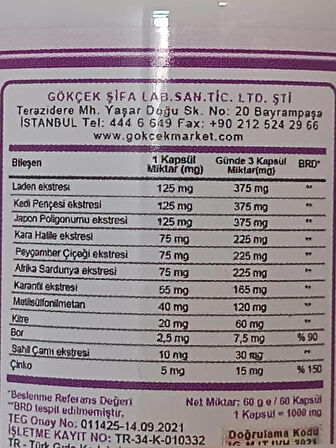 GÖKÇEK ŞİFA LAB.SAN.TİC. LTD. ŞTİ
Terazidere Mh. Yaşar Doğu Sk. No: 20 Bayrampaşa
İSTANBUL Tel: 444 6 649 Fax: +90 212 524 29 66
www.gokcekmarket.com
Bileşen 1 Kapsül Miktar (mg) Günde 3 Kapsül Miktar(mg) BRD*
Laden ekstresi 125 mg 375 mg **
Kedi Pençesi ekstresi 125 mg 375 mg **
Japon Poligonumu ekstresi 125 mg 375 mg **
Kara Halile ekstresi 75 mg 225 mg **
Peygamber Çiçeği ekstresi 75 mg 225 mg **
Afrika Sardunya ekstresi 75 mg 225 mg **
Karanfil ekstresi 55 mg 165 mg **
Metilsülfonilmetan 40 mg 120 mg **
Kitre 20 mg 60 mg **
Bor 2,5 mg 7,5 mg % 90
Sahil Çamı ekstresi 10 mg 30 mg **
Çinko 5 mg 15 mg % 150
*Beslenme Referans Değeri Net Miktar: 60 g / 60 Kapsül
**BRD tespit edilmemiştir. 1 Kapsül = 1000 mg
TEG Onay No: 011425-14.09.2021
İŞLETME KAYIT NO: TR-34-K-010332 Doğrulama Kodu
TR - Türk Gıda